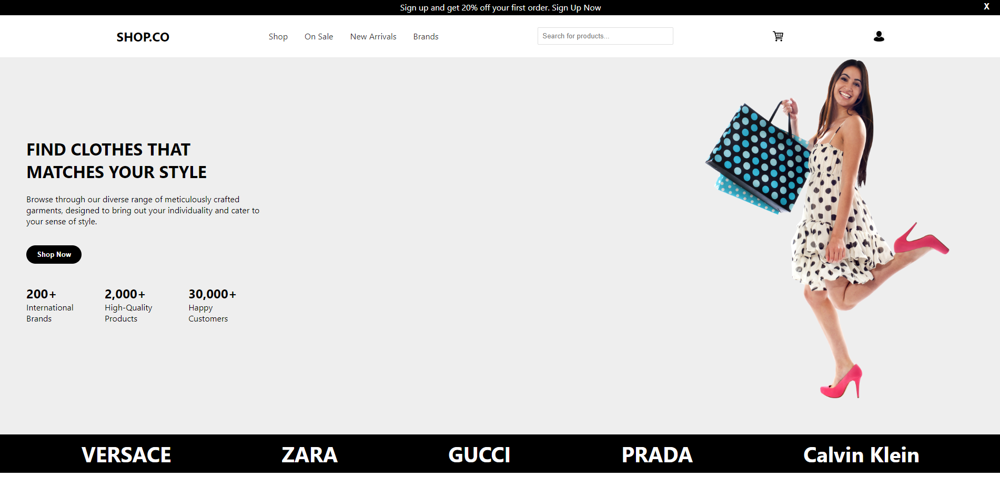 Sign up and get 20% off your first order. Sign Up Now
X
SHOP.CO
Shop
On Sale
New Arrivals
Brands
Search for products...
FIND CLOTHES THAT
MATCHES YOUR STYLE
Browse through our diverse range of meticulously crafted
garments, designed to bring out your individuality and cater to
your sense of style.
Shop Now
200+
International
Brands
2,000+
High-Quality
Products
30,000+
Happy
Customers
VERSACE
ZARA
GUCCI
PRADA
Calvin Klein